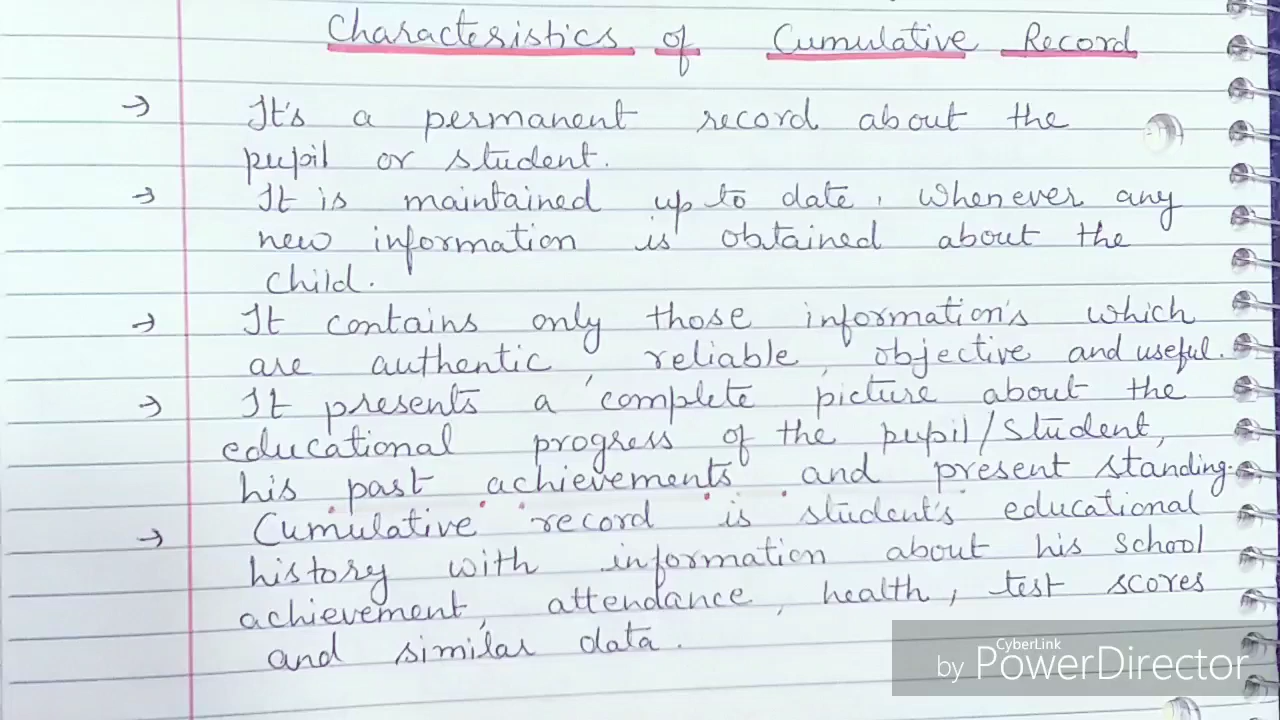 Characteristics of Cumulative Record
→ It's a permanent record about the
pupil or student.
→ It is maintained up to date, whenever any
new information is obtained about the
child.
→ It contains only those information's which
are authentic, reliable, objective and useful.
→ It presents a complete picture about the
educational progress of the pupil/student,
his past achievements and present standing.
→ Cumulative record is student's educational
history with information about his school
achievement, attendance, health, test scores
and similar data.
CyberLink
by PowerDirector